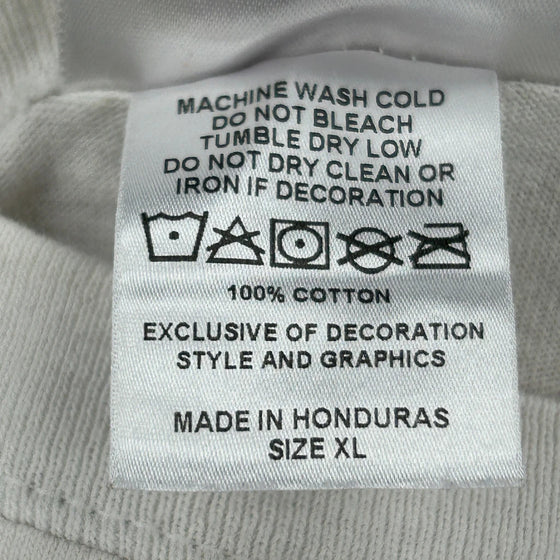 MACHINE WASH COLD
DO NOT BLEACH
TUMBLE DRY LOW
DO NOT DRY CLEAN OR
IRON IF DECORATION
100% COTTON
EXCLUSIVE OF DECORATION
STYLE AND GRAPHICS
MADE IN HONDURAS
SIZE XL